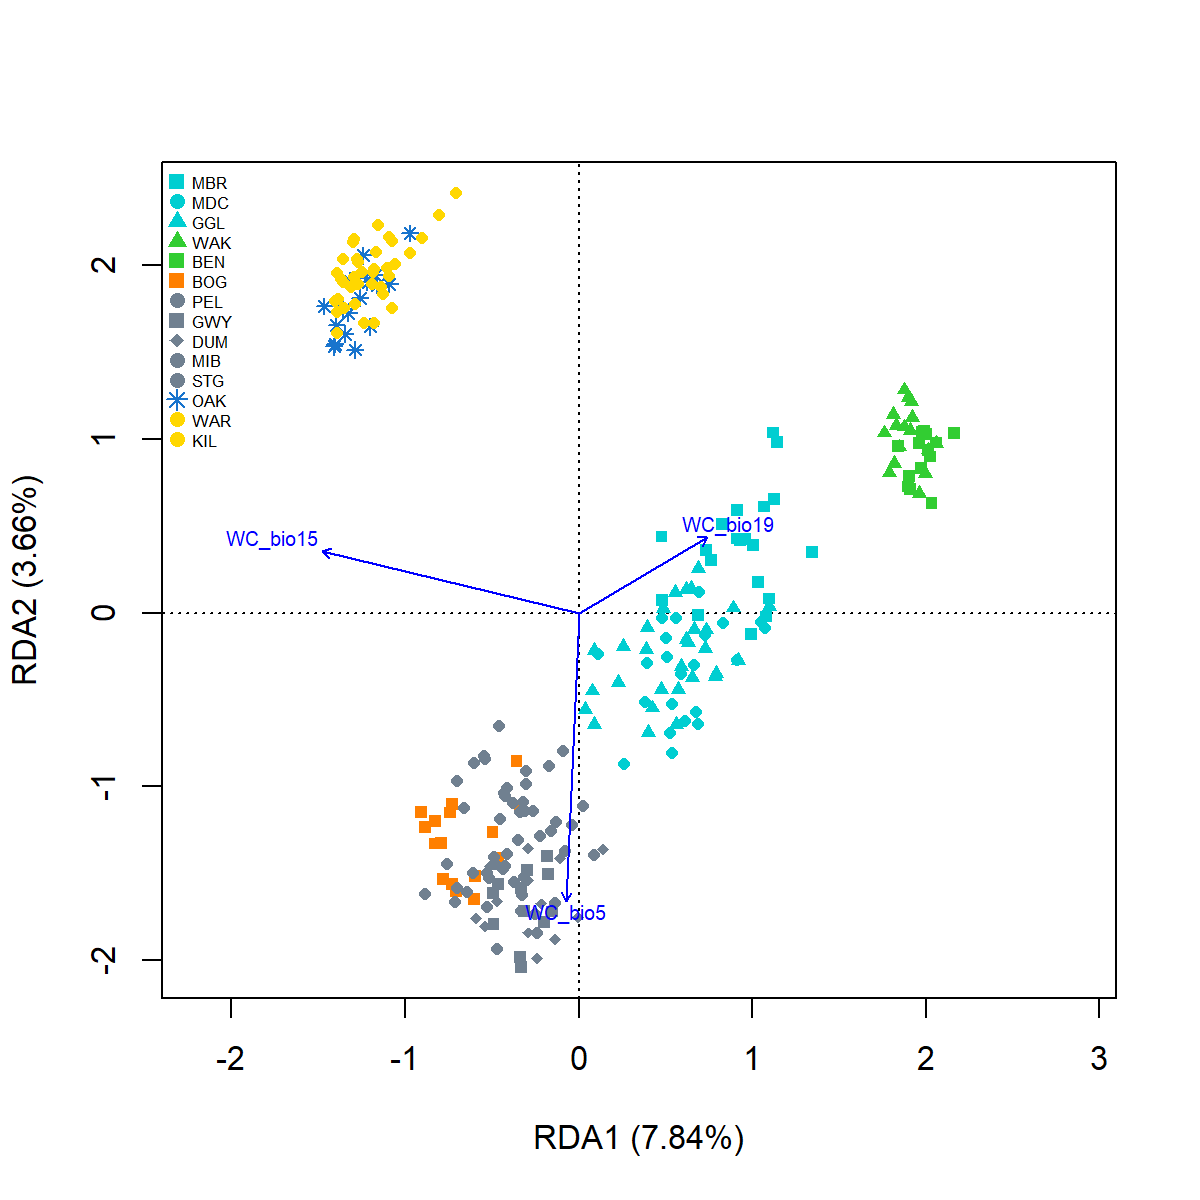 MBR
MDC
GGL
WAK
BEN
BOG
PEL
GWY
DUM
MIB
STG
OAK
WAR
KIL
WC_bio15
WC_bio19
WC_bio5
RDA2 (3.66%)
2
1
0
-1
-2
-2
-1
0
1
2
3
RDA1 (7.84%)